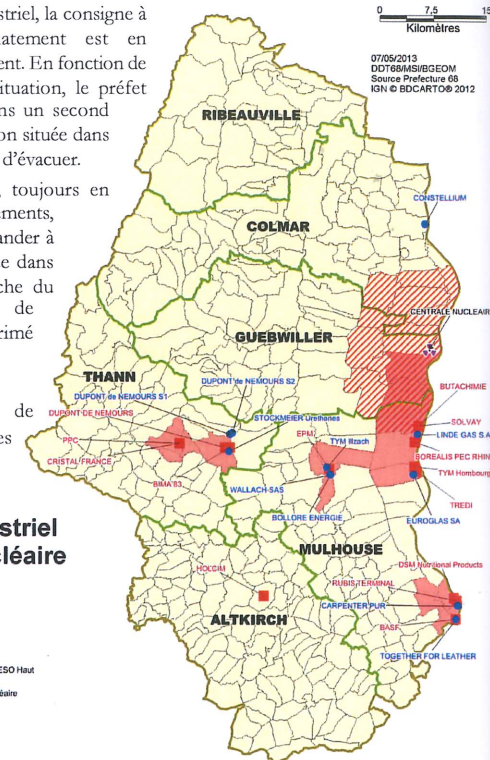 striel, la consigne à
atement est en
ent. En fonction de
ituation, le préfet
ns un second
on située dans
d'évacuer.
, toujours en
ements,
ander à
e dans
che du
de
rimé
de
es
striel
cléaire
ESO Haut
éaire
0 7,5 15
Kilomètres
07/05/2013
DDT68/MSI/BGEOM
Source Prefecture 68
IGN © BDCARTO® 2012
RIBEAUVILLE
COLMAR
CONSTELLIUM
CENTRALE NUCLEAIR
GUEBWILLER
THANN
DUPONT de NEMOURS S2
DUPONT de NEMOURS S1
BUTACHIMIE
DUPONT DE NEMOURS
STOCKMEIER Urethanes
SOLVAY
EPM
TYM Illzach
LINDE GAS SA
PPC
BOREALIS PEC RHIN
CRISTAL FRANCE
TYM Hombourg
BIMA 83
WALLACH SAS
TREDI
BOLLORE ENERGIE
EUROGLAS SA
MULHOUSE
DSM Nutritional Products
HOLCIM
RUBIS TERMINAL
CARPENTER PUR
ALTKIRCH
BASF
TOGETHER FOR LEATHER